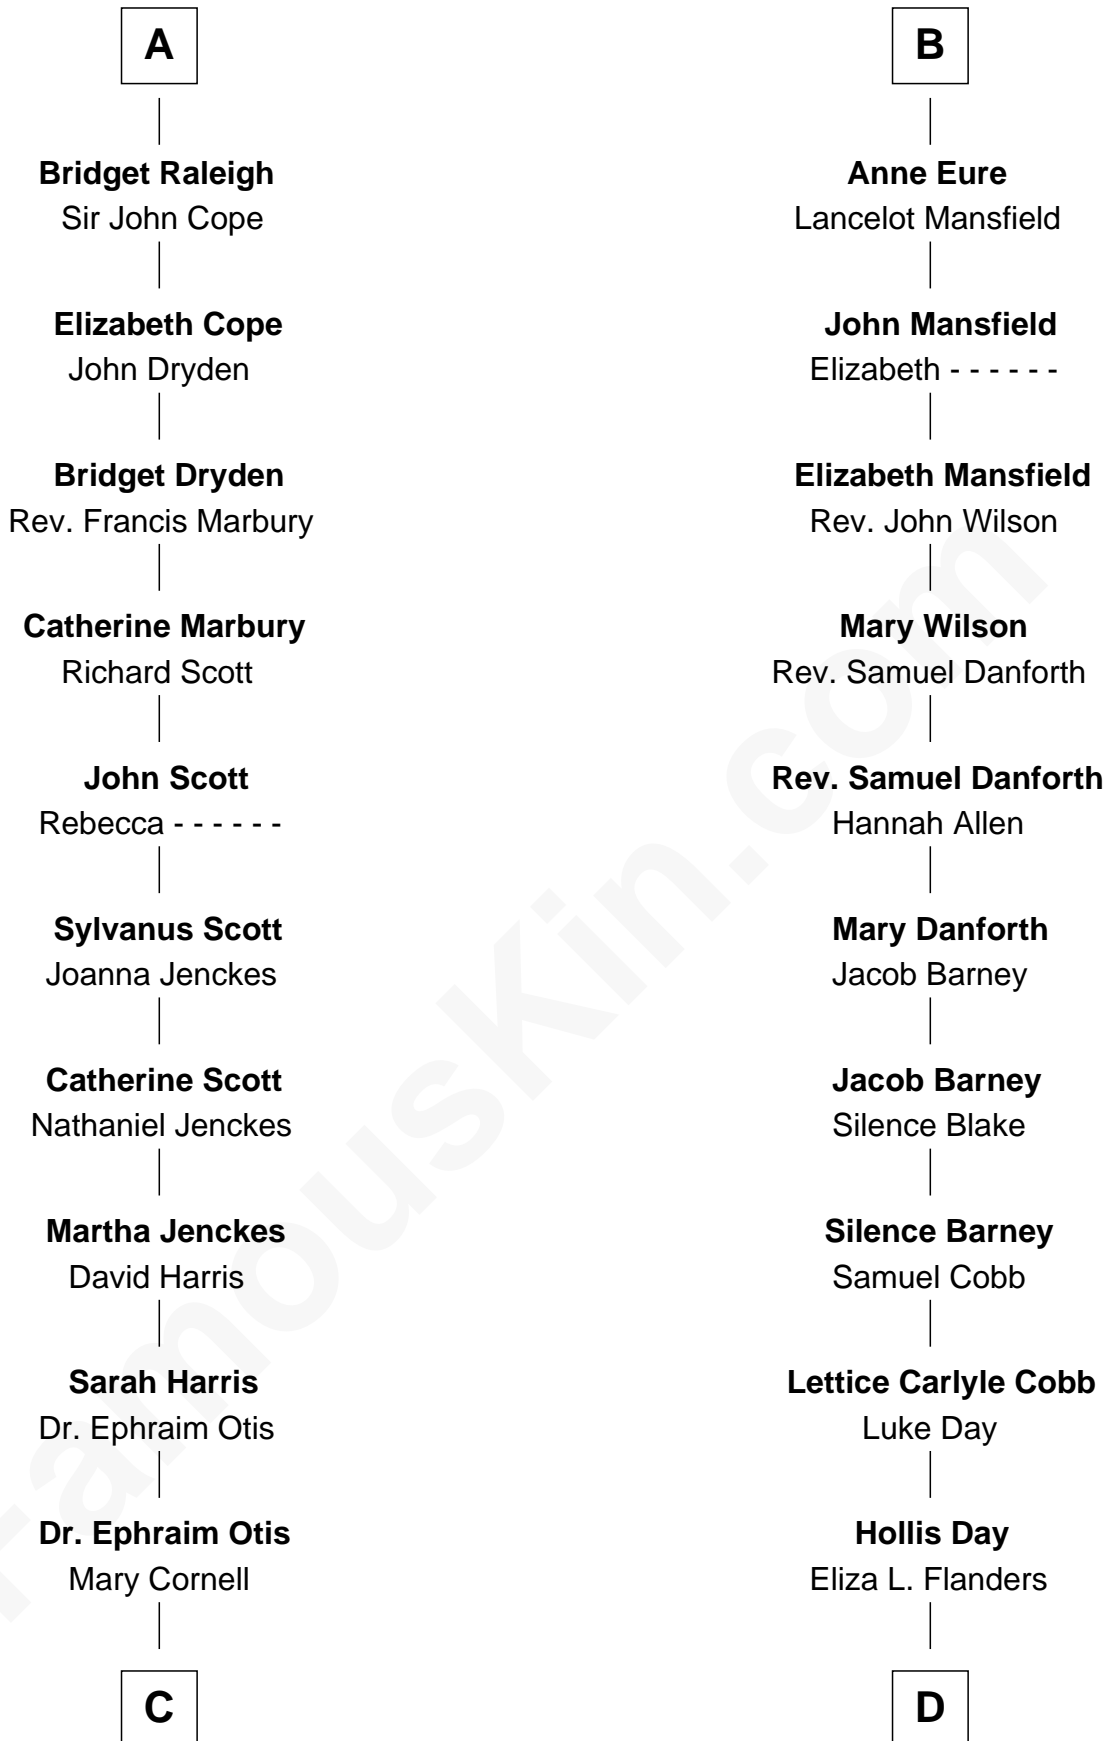 A
Bridget Raleigh
Sir John Cope
Elizabeth Cope
John Dryden
Bridget Dryden
Rev. Francis Marbury
Catherine Marbury
Richard Scott
John Scott
Rebecca - - - - - -
Sylvanus Scott
Joanna Jenckes
Catherine Scott
Nathaniel Jenckes
Martha Jenckes
David Harris
Sarah Harris
Dr. Ephraim Otis
Dr. Ephraim Otis
Mary Cornell
C
B
Anne Eure
Lancelot Mansfield
John Mansfield
Elizabeth - - - - - -
Elizabeth Mansfield
Rev. John Wilson
Mary Wilson
Rev. Samuel Danforth
Rev. Samuel Danforth
Hannah Allen
Mary Danforth
Jacob Barney
Jacob Barney
Silence Blake
Silence Barney
Samuel Cobb
Lettice Carlyle Cobb
Luke Day
Hollis Day
Eliza L. Flanders
D
FamousKin.com